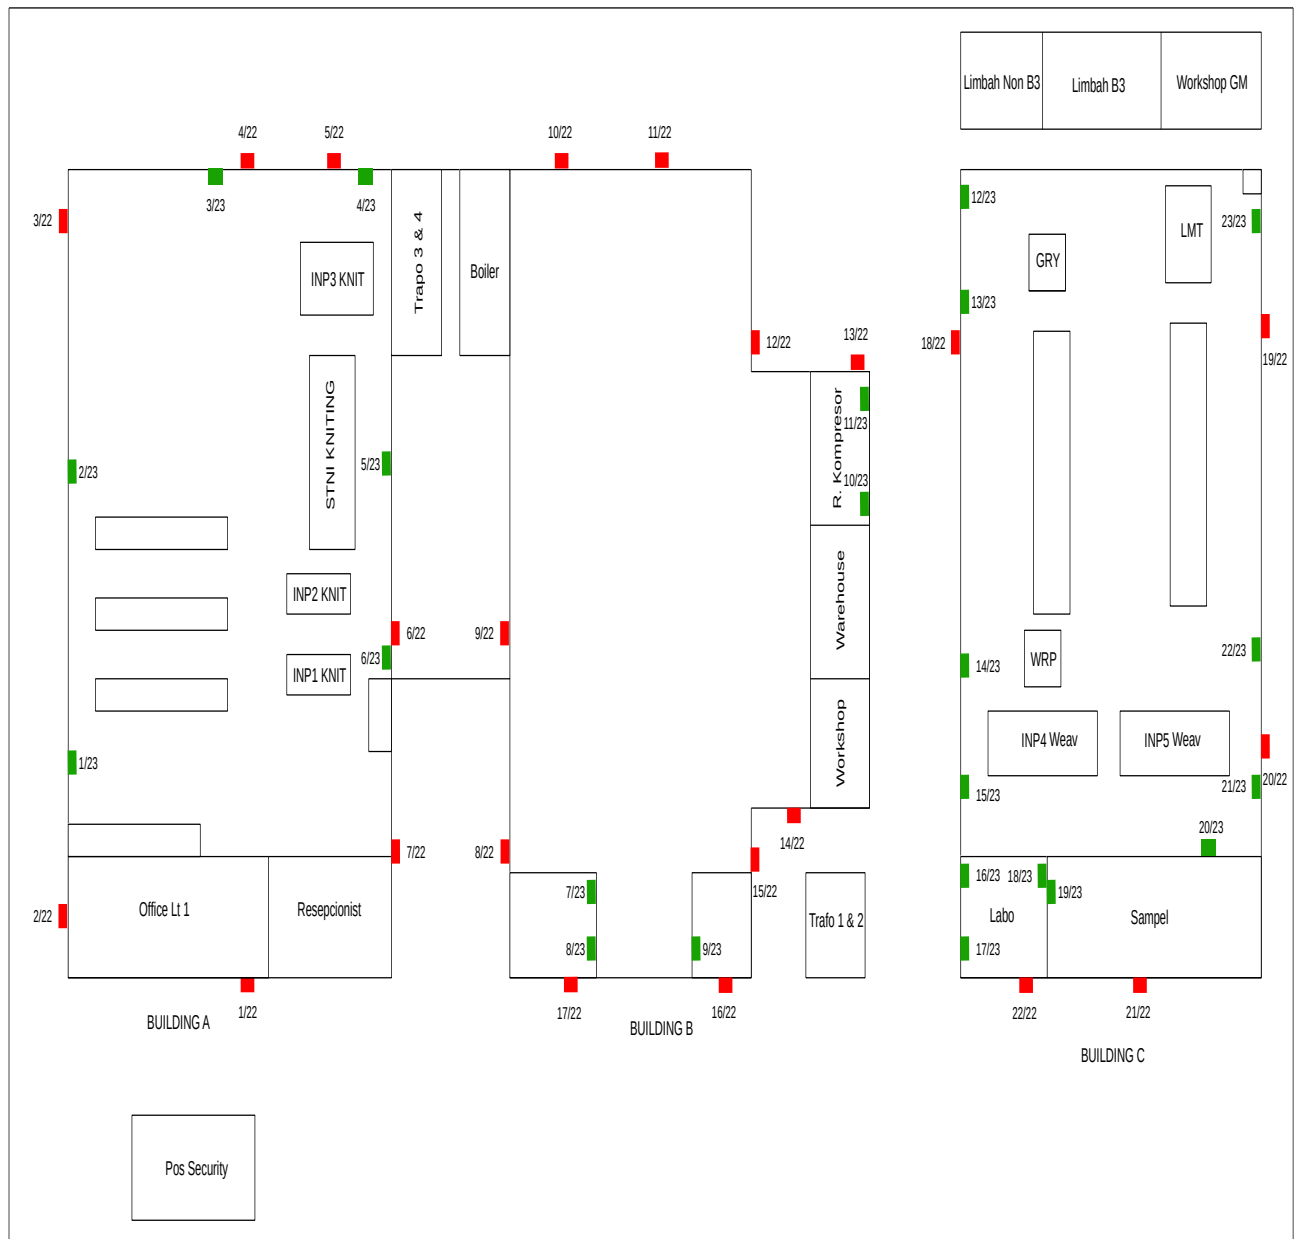 Limbah Non B3
Limbah B3
Workshop GM
4/22
5/22
10/22
11/22
3/22
3/23
4/23
12/23
23/23
INP3 KNIT
Trapo 3 & 4
Boiler
GRY
LMT
13/23
12/22
13/22
18/22
19/22
STNI KNITING
R. Kompresor
11/23
2/23
5/23
10/23
INP2 KNIT
Warehouse
6/22
9/22
6/23
14/23
WRP
22/23
INP1 KNIT
1/23
Workshop
INP4 Weav
INP5 Weav
15/23
21/23
20/22
7/22
8/22
14/22
20/23
2/22
Office Lt 1
Resepcionist
7/23
8/23
9/23
15/22
Trafo 1 & 2
16/23
18/23
19/23
Labo
Sampel
17/23
1/22
17/22
16/22
22/22
21/22
BUILDING A
BUILDING B
BUILDING C
Pos Security